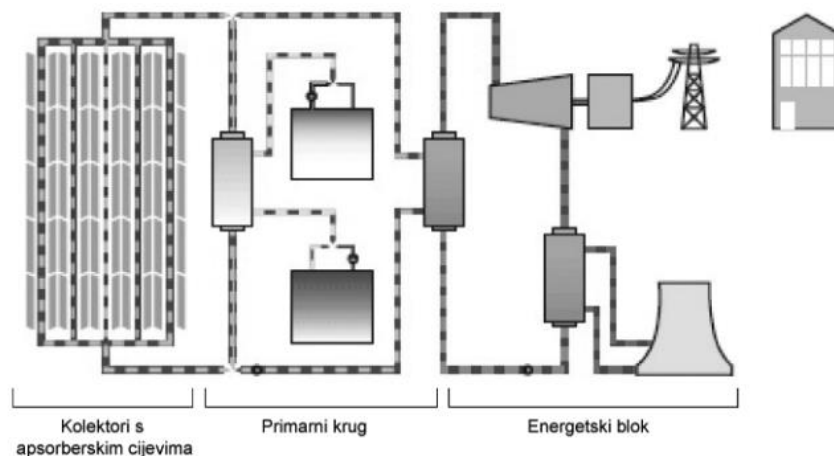 Kolektori s
apsorberskim cijevima
Primarni krug
Energetski blok